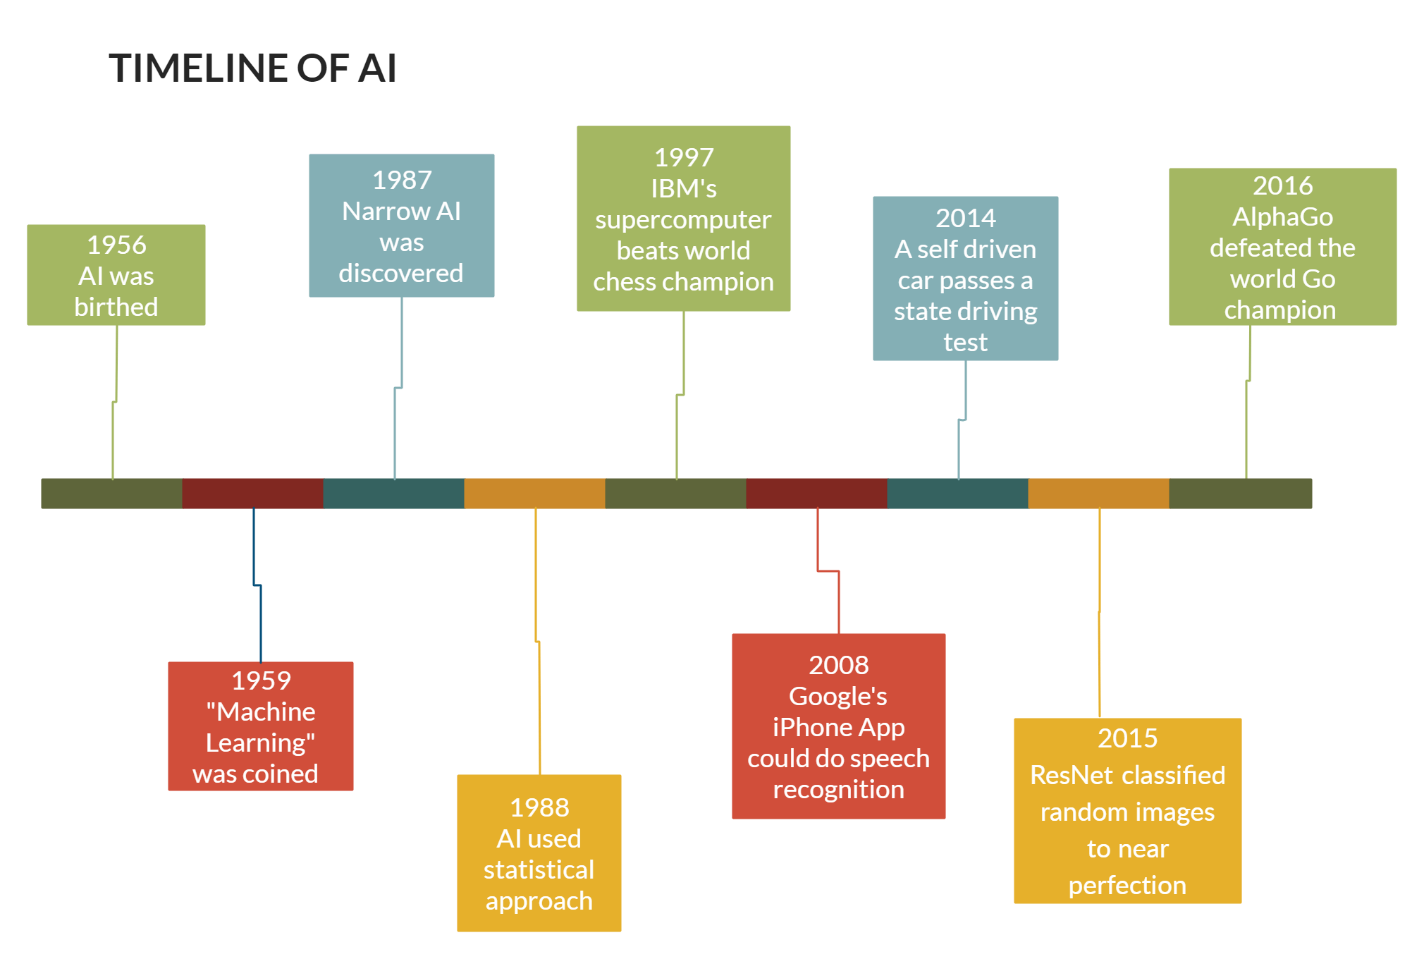 TIMELINE OF AI
1956
AI was
birthed
1959
"Machine
Learning"
was coined
1987
Narrow AI
was
discovered
1988
AI used
statistical
approach
1997
IBM's
supercomputer
beats world
chess champion
2008
Google's
iPhone App
could do speech
recognition
2014
A self driven
car passes a
state driving
test
2015
ResNet classified
random images
to near
perfection
2016
AlphaGo
defeated the
world Go
champion